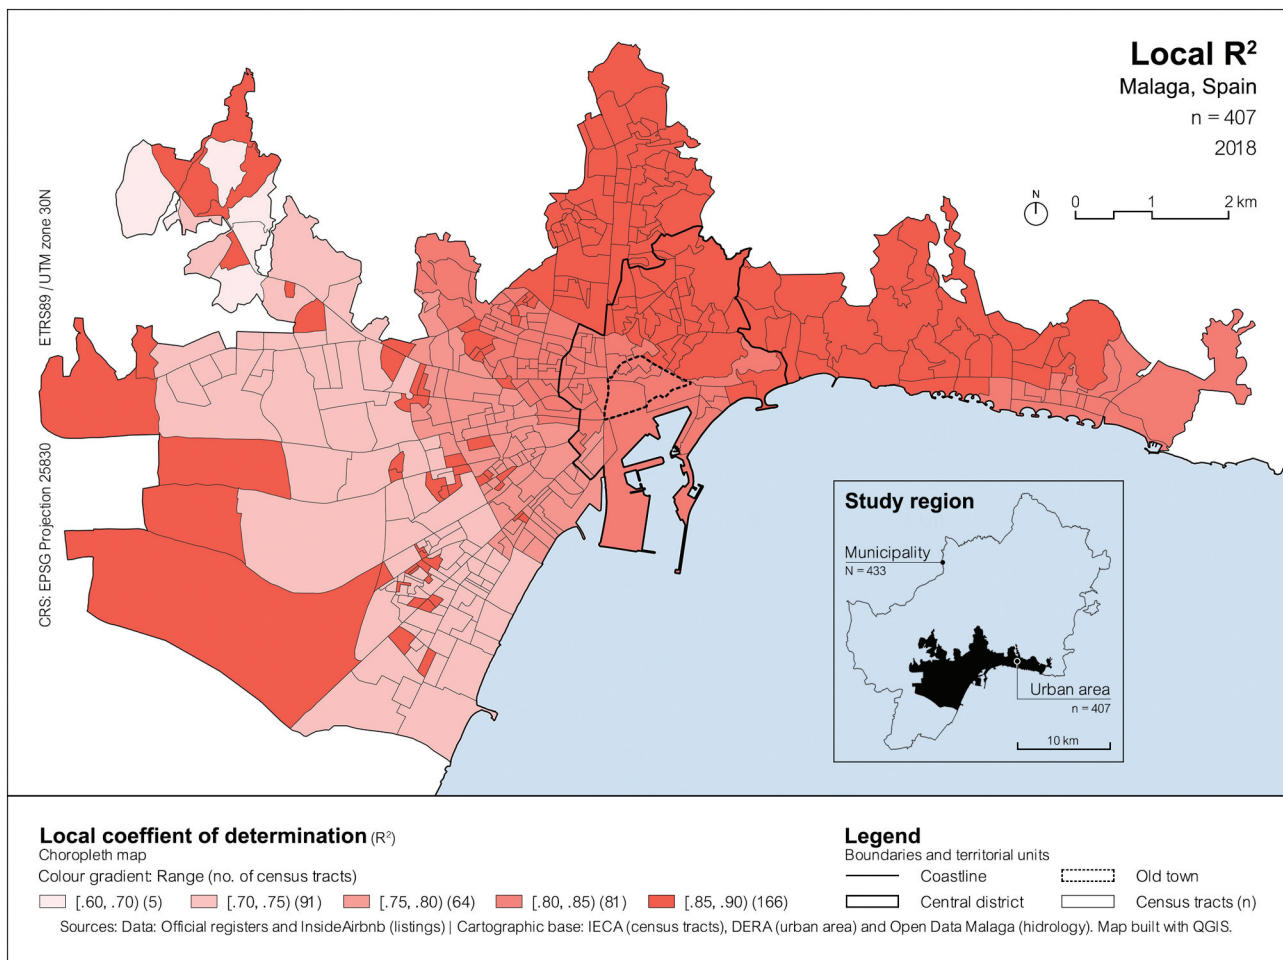 Local R²
Malaga, Spain
n = 407
2018
N
0 1 2 km
ETRS89 / UTM zone 30N
CRS: EPSG Projection 25830
Study region
Municipality
N = 433
Urban area
n = 407
10 km
Local coeffient of determination (R²)
Choropleth map
Colour gradient: Range (no. of census tracts)
[.60, .70) (5) [.70, .75) (91) [.75, .80) (64) [.80, .85) (81) [.85, .90) (166)
Legend
Boundaries and territorial units
Coastline Old town
Central district Census tracts (n)
Sources: Data: Official registers and InsideAirbnb (listings) | Cartographic base: IECA (census tracts), DERA (urban area) and Open Data Malaga (hidrology). Map built with QGIS.